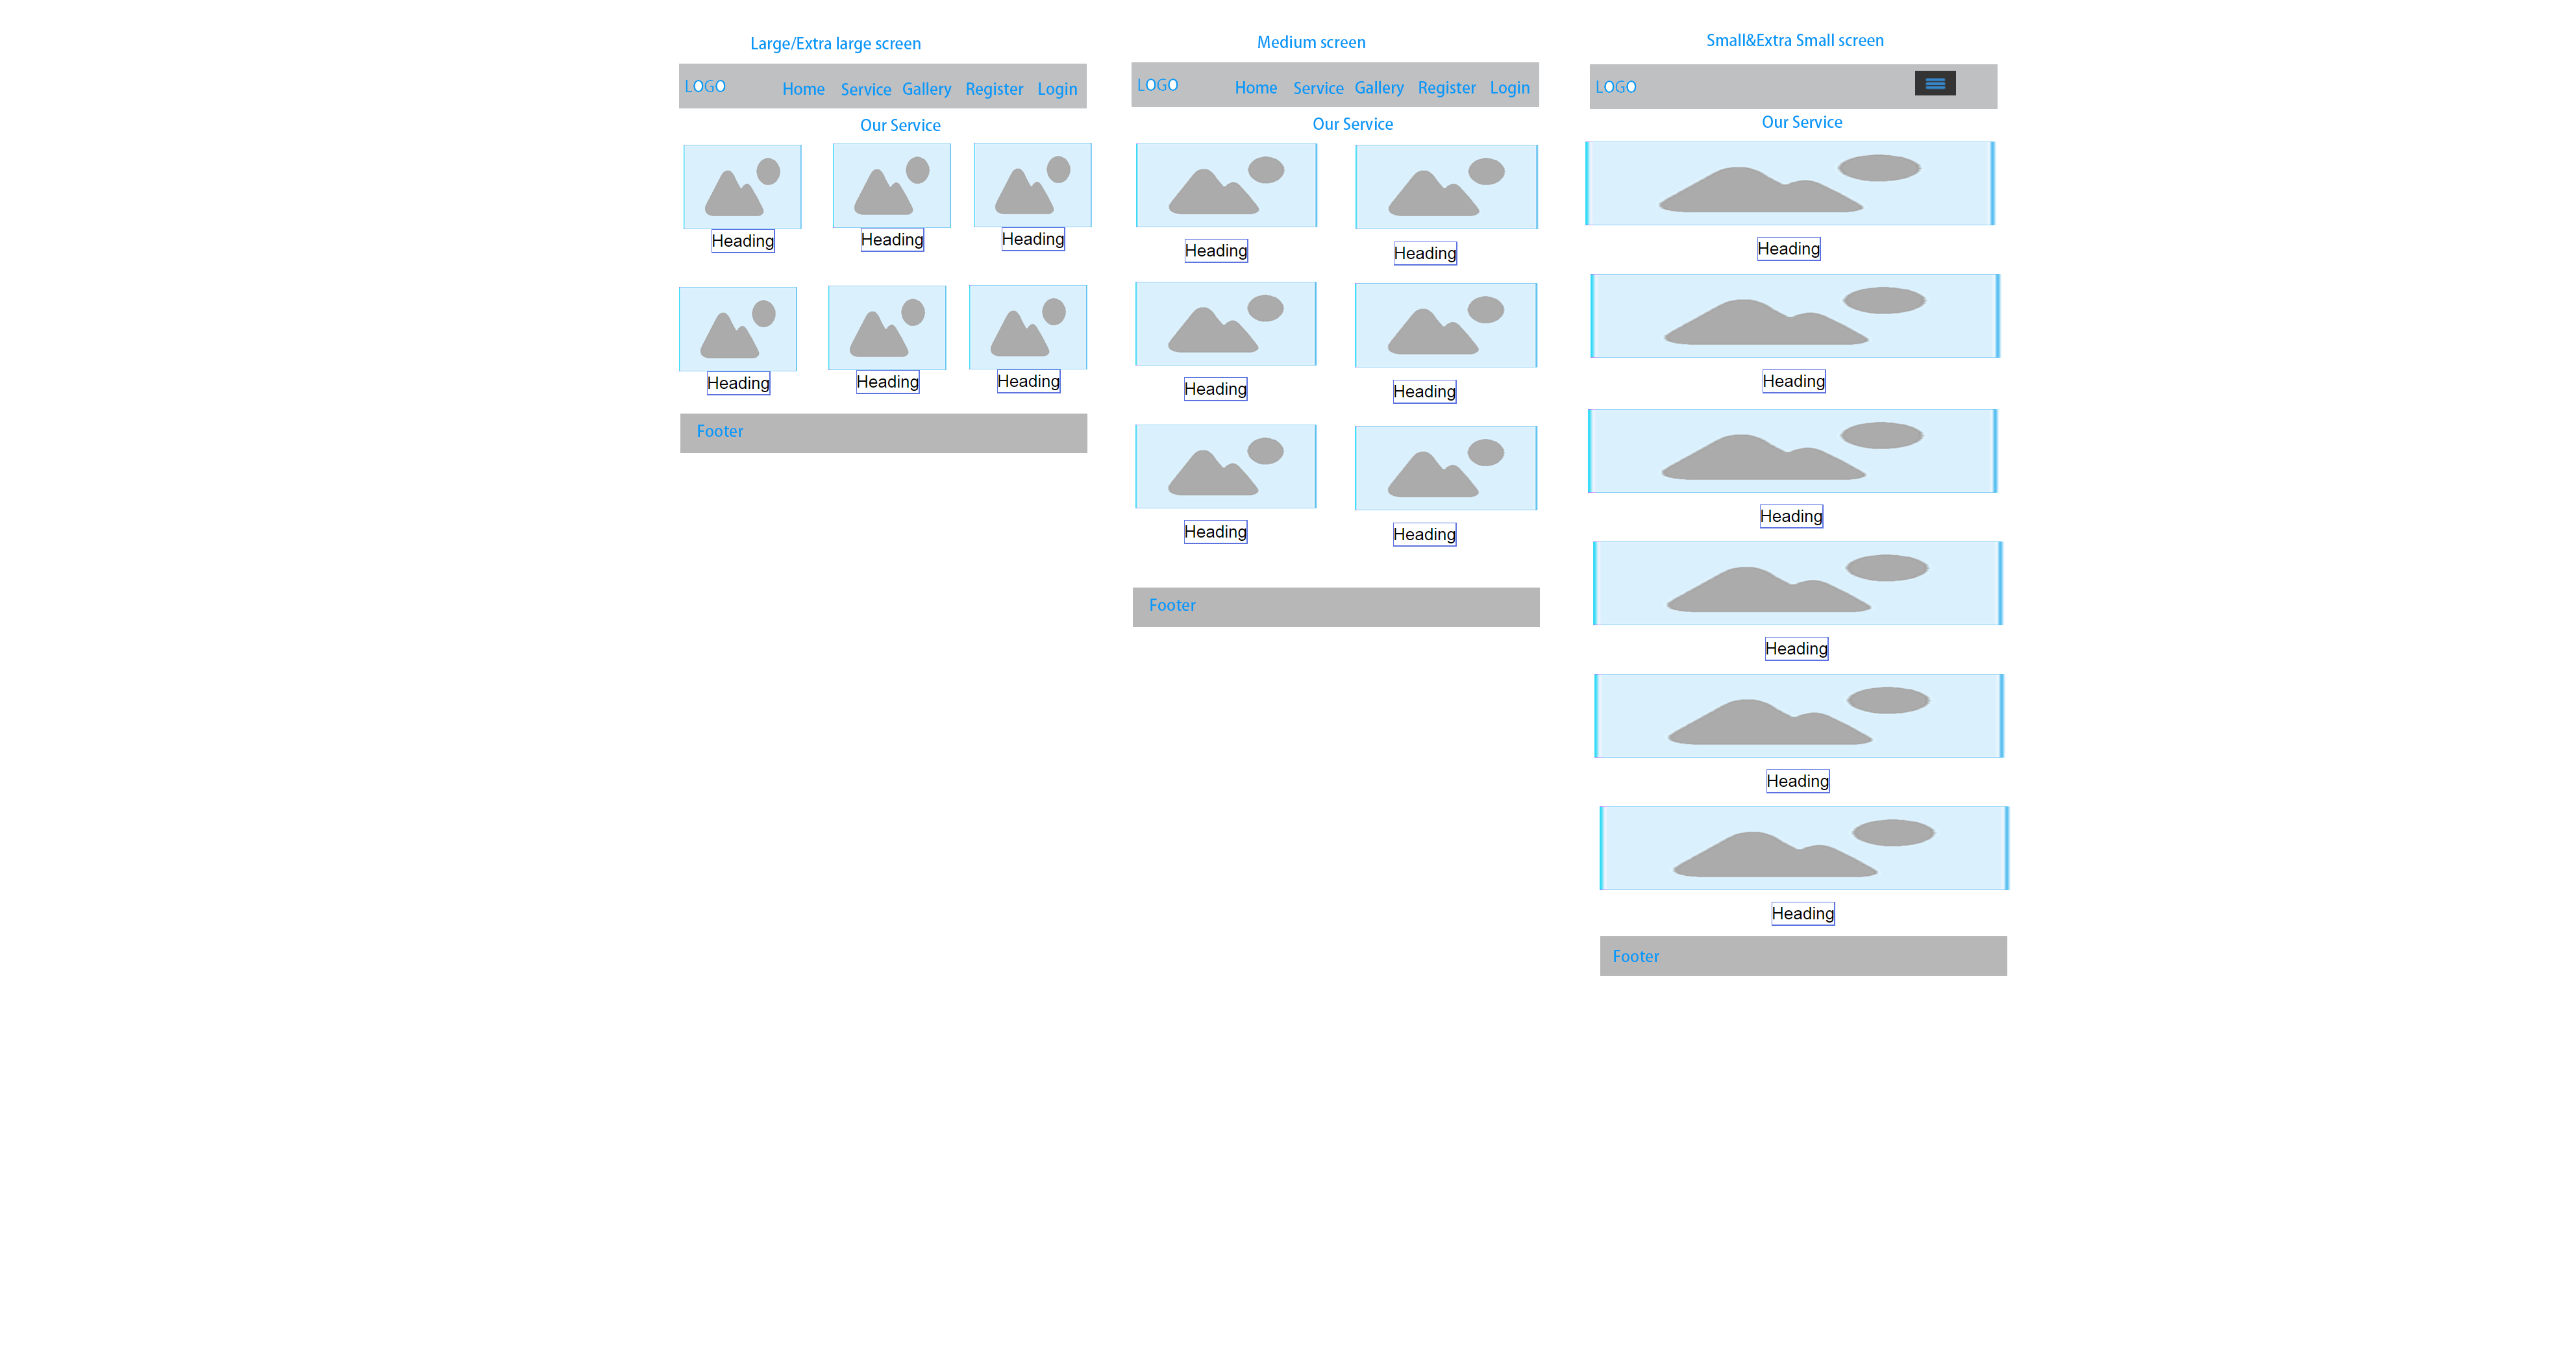 Large/Extra large screen
LOGO
Home Service Gallery Register Login
Our Service
Heading Heading Heading
Heading Heading Heading
Footer
Medium screen
LOGO
Home Service Gallery Register Login
Our Service
Heading Heading
Heading Heading
Heading Heading
Footer
Small&Extra Small screen
LOGO
Our Service
Heading
Heading
Heading
Heading
Heading
Heading
Footer